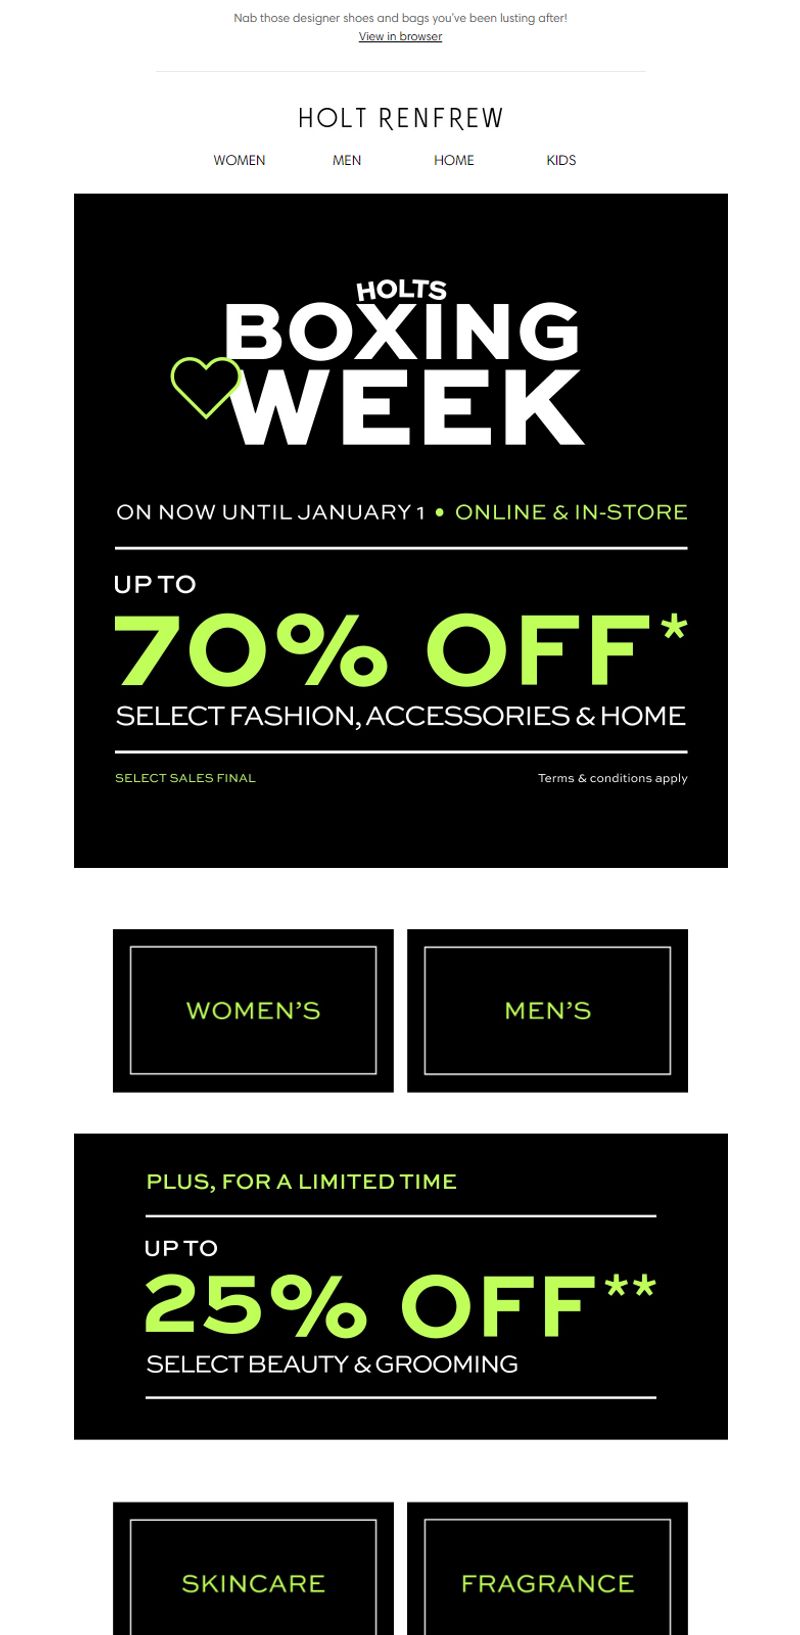 Nab those designer shoes and bags you've been lusting after!
View in browser
HOLT RENFREW
WOMEN MEN HOME KIDS
HOLTS
BOXING
WEEK
ON NOW UNTIL JANUARY 1 • ONLINE & IN-STORE
UP TO
70% OFF*
SELECT FASHION, ACCESSORIES & HOME
SELECT SALES FINAL Terms & conditions apply
WOMEN’S MEN’S
PLUS, FOR A LIMITED TIME
UP TO
25% OFF**
SELECT BEAUTY & GROOMING
SKINCARE FRAGRANCE